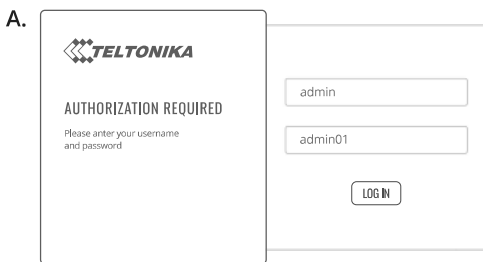 A.
TELTONIKA
admin
AUTHORIZATION REQUIRED
Please anter your username
and password
admin01
LOG IN